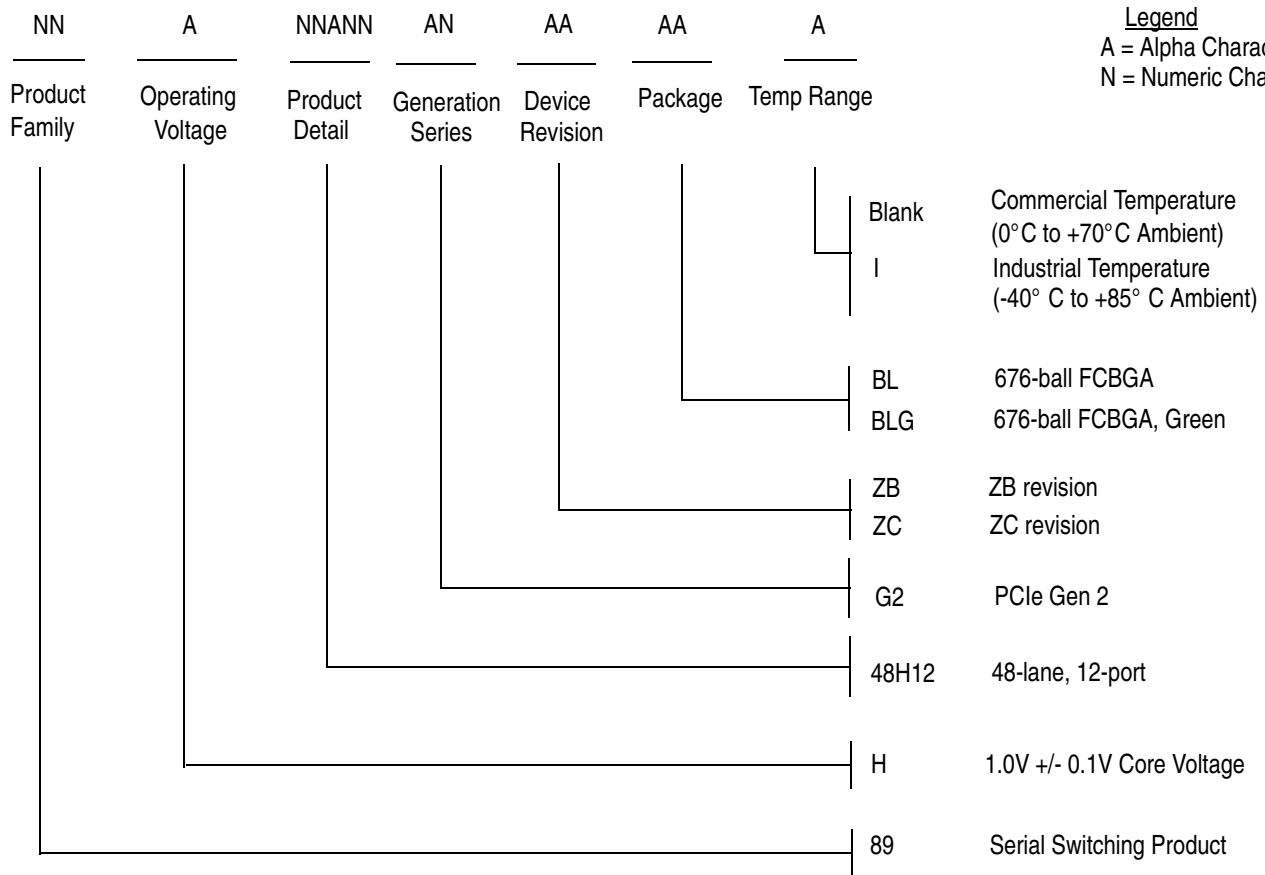 NN A NNANN AN AA AA A
Legend
A = Alpha Charac
N = Numeric Cha
Product Family
Operating Voltage
Product Detail
Generation Series
Device Revision
Package
Temp Range
Blank Commercial Temperature
(0°C to +70°C Ambient)
I Industrial Temperature
(-40° C to +85° C Ambient)
BL 676-ball FCBGA
BLG 676-ball FCBGA, Green
ZB ZB revision
ZC ZC revision
G2 PCIe Gen 2
48H12 48-lane, 12-port
H 1.0V +/- 0.1V Core Voltage
89 Serial Switching Product